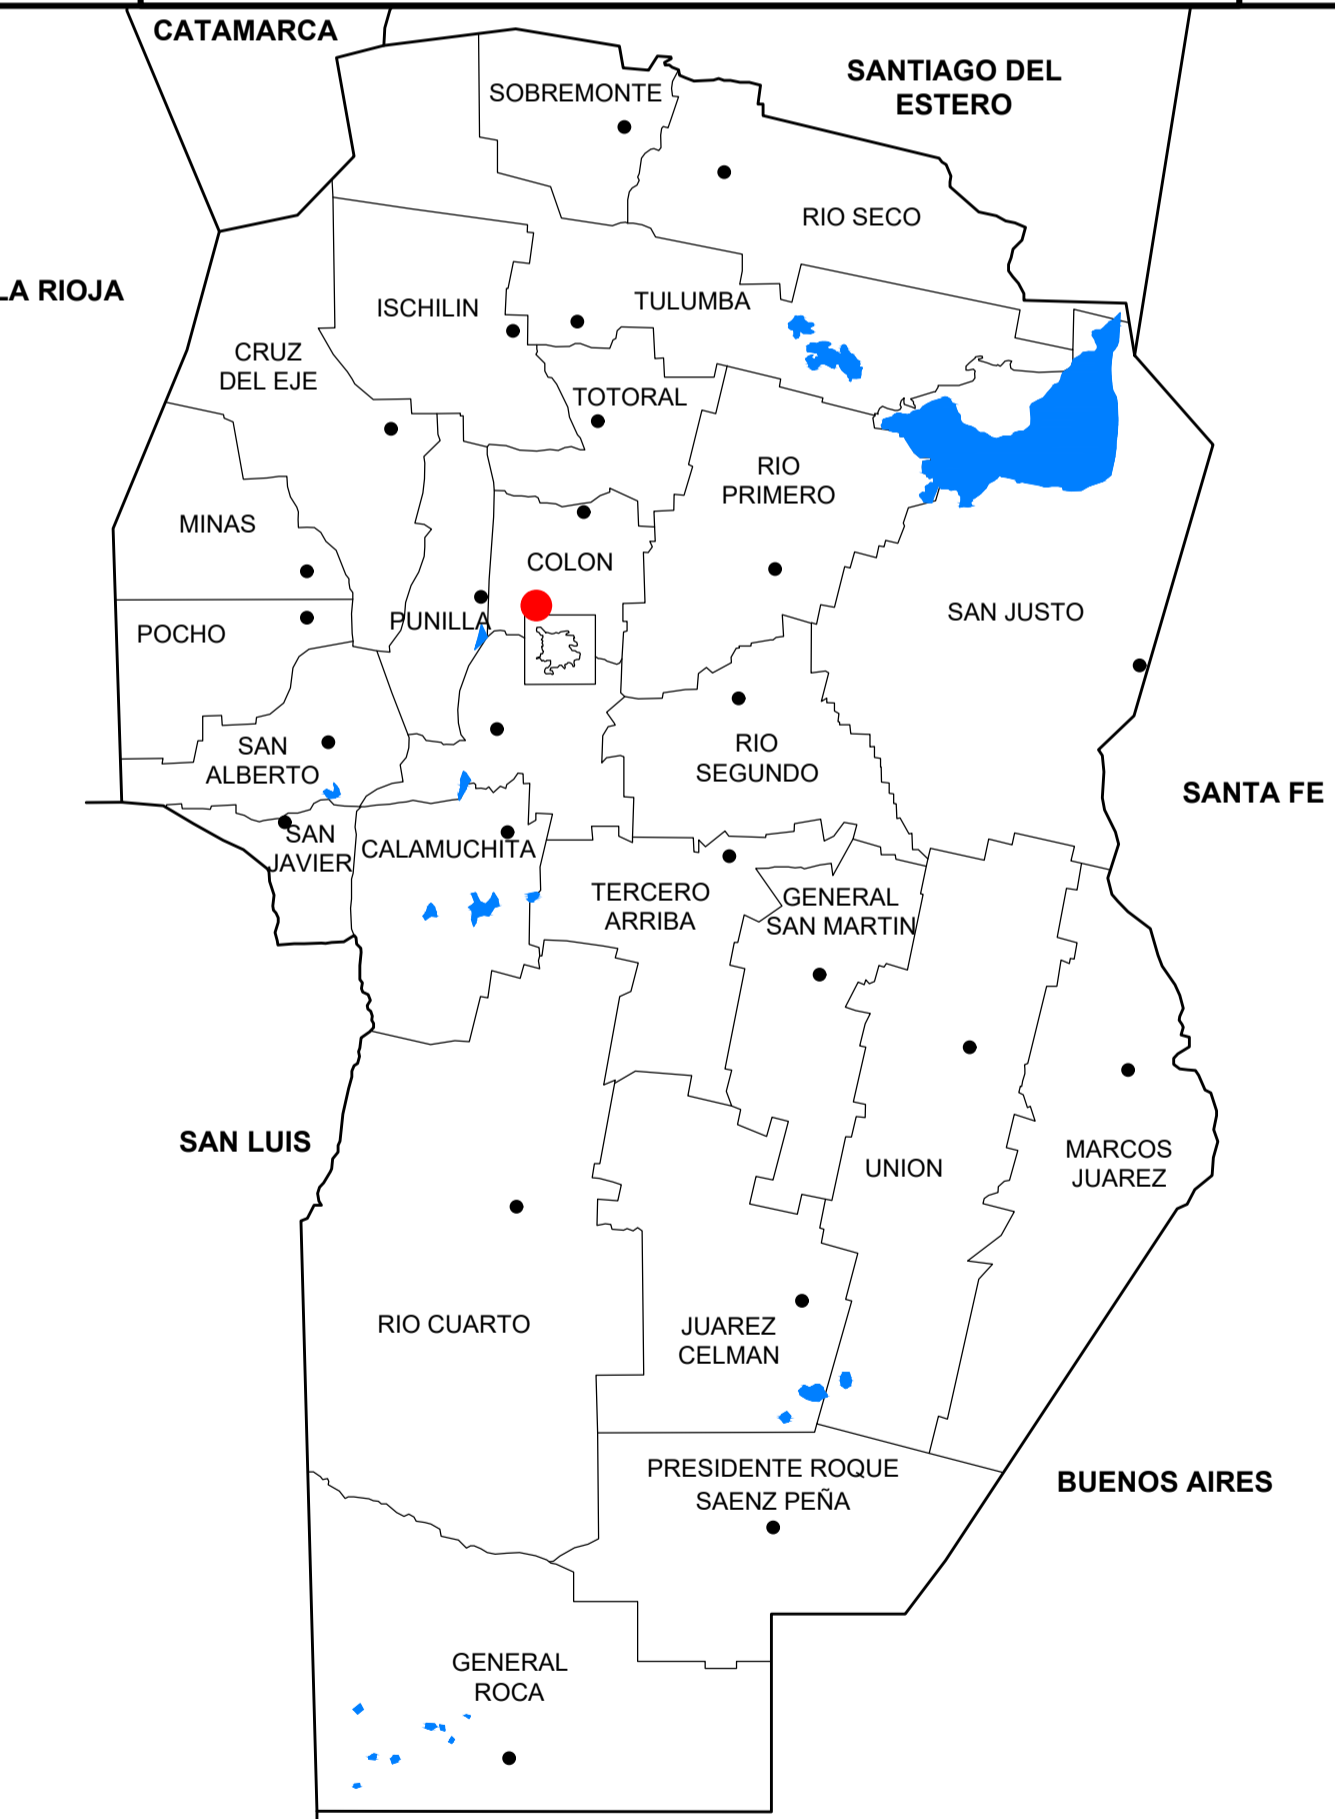 CATAMARCA
SANTIAGO DEL
ESTERO
SOBREMONTE
RIO SECO
LA RIOJA
ISCHILIN
TULUMBA
CRUZ
DEL EJE
TOTORAL
RIO
PRIMERO
MINAS
COLON
SAN JUSTO
PUNILLA
POCHO
SAN
ALBERTO
RIO
SEGUNDO
SANTA FE
SAN
JAVIER
CALAMUCHITA
TERCERO
ARRIBA
GENERAL
SAN MARTIN
SAN LUIS
UNION
MARCOS
JUAREZ
RIO CUARTO
JUAREZ
CELMAN
PRESIDENTE ROQUE
SAENZ PEÑA
BUENOS AIRES
GENERAL
ROCA